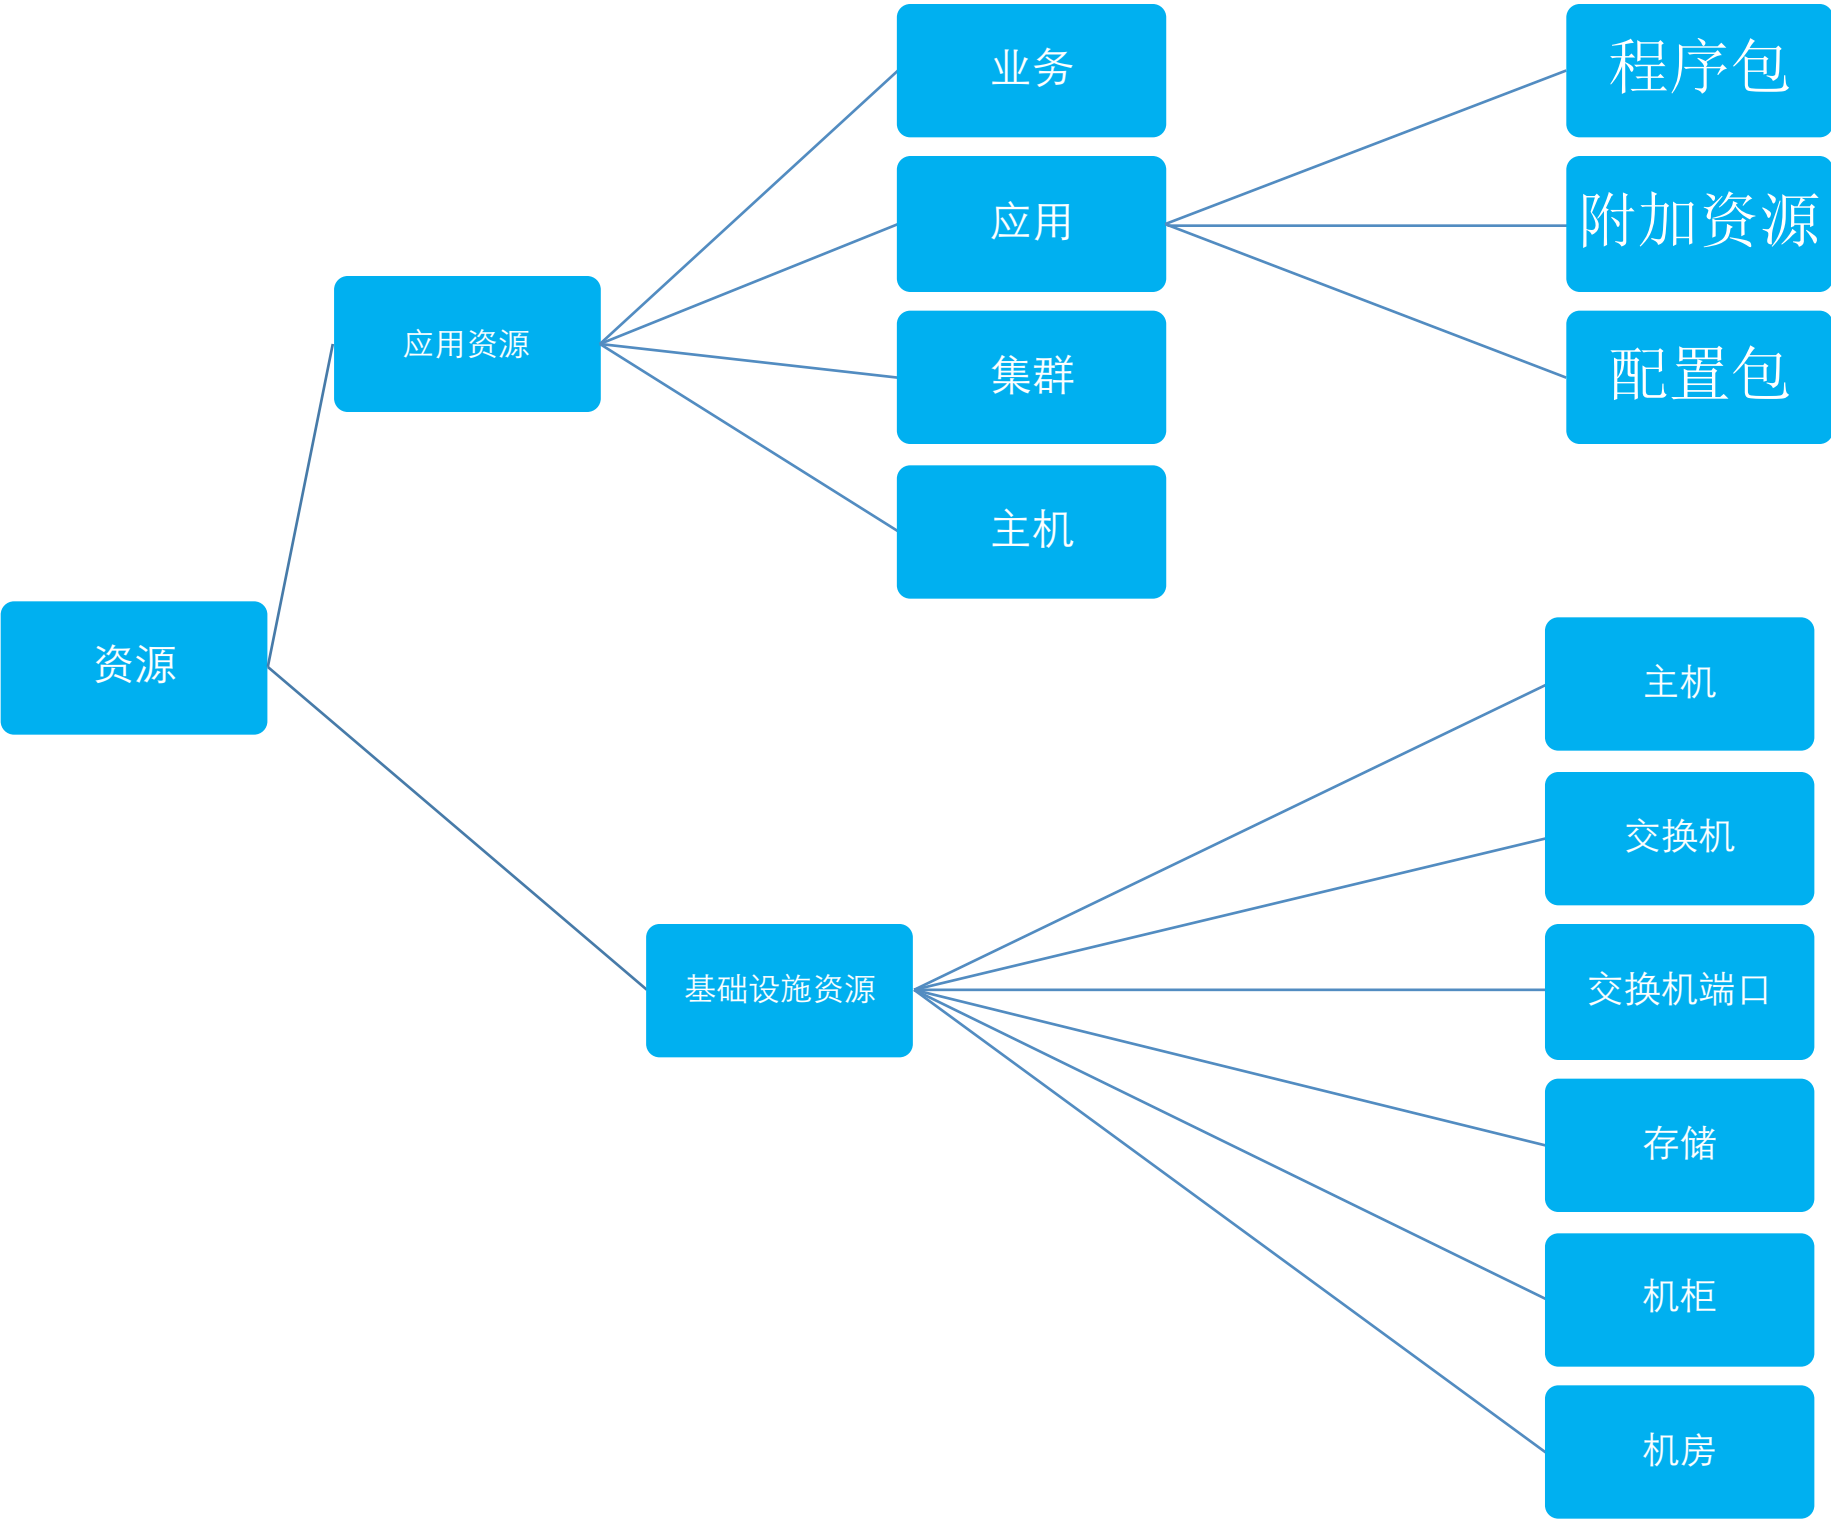 资源
应用资源
业务
应用
集群
主机
程序包
附加资源
配置包
基础设施资源
主机
交换机
交换机端口
存储
机柜
机房